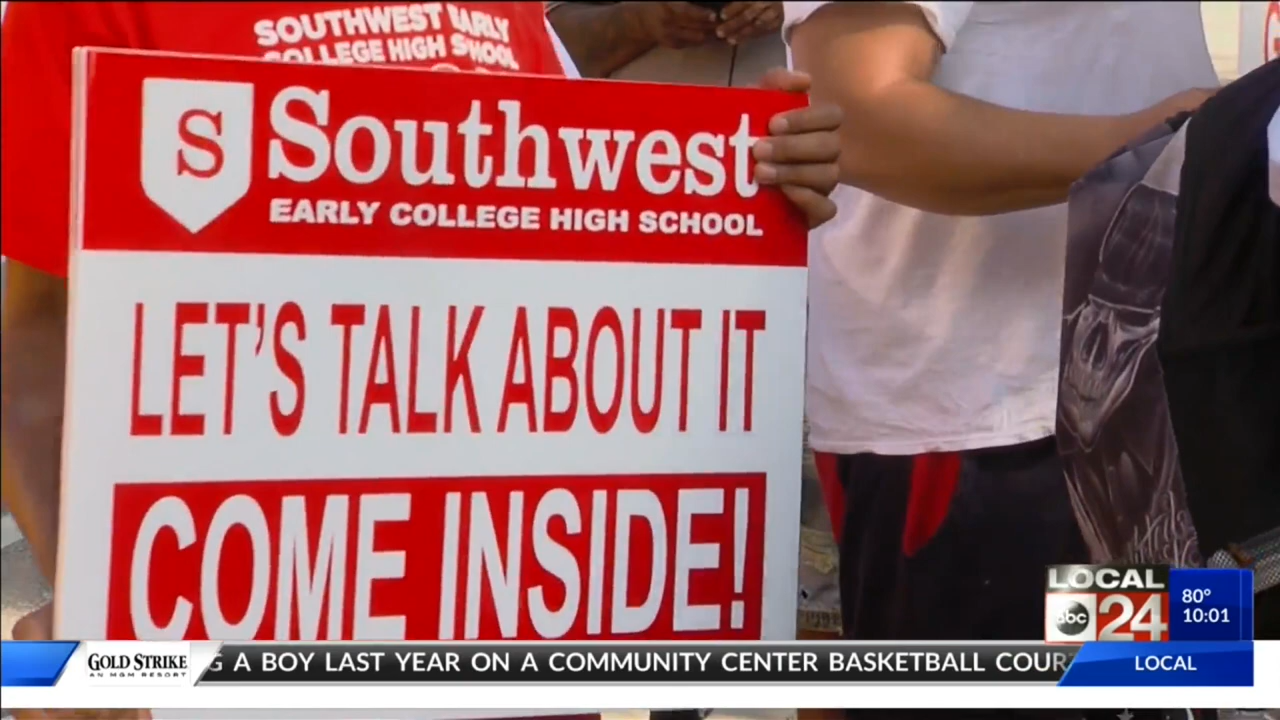 SOUTHWEST EARLY
COLLEGE HIGH SCHOOL
S Southwest
EARLY COLLEGE HIGH SCHOOL
LET'S TALK ABOUT IT
COME INSIDE!
LOCAL
abc 24
80°
10:01
GOLD STRIKE
AN MGM RESORT
G A BOY LAST YEAR ON A COMMUNITY CENTER BASKETBALL COUR
LOCAL